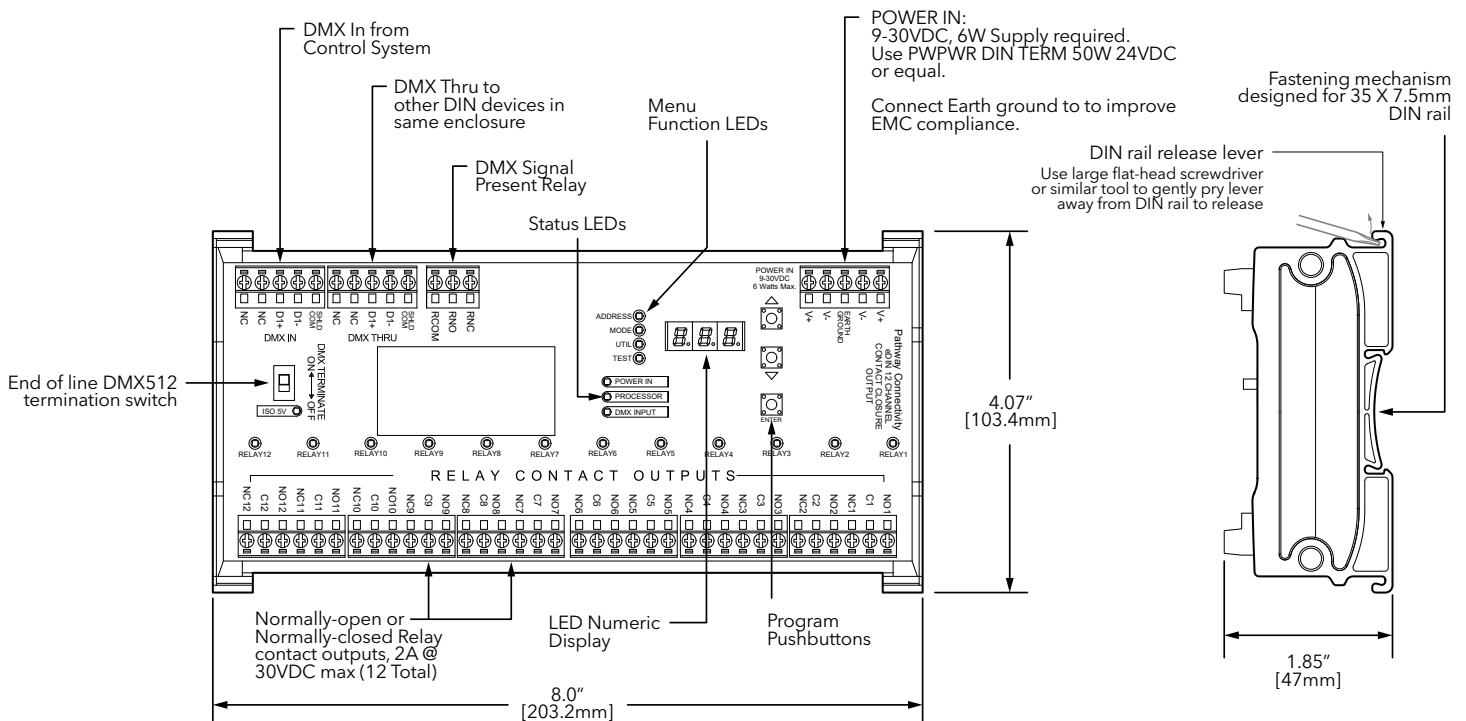 DMX In from
Control System
DMX Thru to
other DIN devices in
same enclosure
DMX Signal
Present Relay
Status LEDs
Menu
Function LEDs
POWER IN:
9-30VDC, 6W Supply required.
Use PWPWR DIN TERM 50W 24VDC
or equal.
Connect Earth ground to to improve
EMC compliance.
Fastening mechanism
designed for 35 X 7.5mm
DIN rail
DIN rail release lever
Use large flat-head screwdriver
or similar tool to gently pry lever
away from DIN rail to release
End of line DMX512
termination switch
NC NC D1+ D1- SHLD COM
DMX IN
NC NC D1+ D1- SHLD COM
DMX THRU
RCOM RNO RNC
POWER IN
9-30VDC
6 Watts Max.
V+ V- EARTH GROUND V- V+
ADDRESS
MODE
UTIL
TEST
8.8.8.
POWER IN
PROCESSOR
DMX INPUT
ENTER
Pathway Connectivity
eDIN 12 CHANNEL
CONTACT CLOSURE
OUTPUT
DMX TERMINATE
ON OFF
ISO 5V
RELAY12 RELAY11 RELAY10 RELAY9 RELAY8 RELAY7 RELAY6 RELAY5 RELAY4 RELAY3 RELAY2 RELAY1
RELAY CONTACT OUTPUTS
NC12 C12 NO12 NC11 C11 NO11 NC10 C10 NO10 NC9 C9 NO9 NC8 C8 NO8 NC7 C7 NO7 NC6 C6 NO6 NC5 C5 NO5 NC4 C4 NO4 NC3 C3 NO3 NC2 C2 NO2 NC1 C1 NO1
Normally-open or
Normally-closed Relay
contact outputs, 2A @
30VDC max (12 Total)
LED Numeric
Display
Program
Pushbuttons
4.07"
[103.4mm]
8.0"
[203.2mm]
1.85"
[47mm]